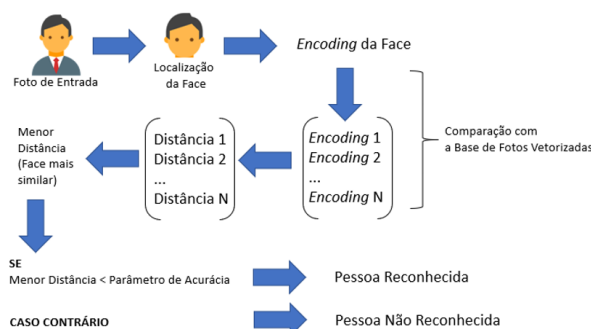 Foto de Entrada
Localização
da Face
Encoding da Face
Comparação com
a Base de Fotos Vetorizadas
Encoding 1
Encoding 2
...
Encoding N
Distância 1
Distância 2
...
Distância N
Menor
Distância
(Face mais
similar)
SE
Menor Distância < Parâmetro de Acurácia
Pessoa Reconhecida
CASO CONTRÁRIO
Pessoa Não Reconhecida